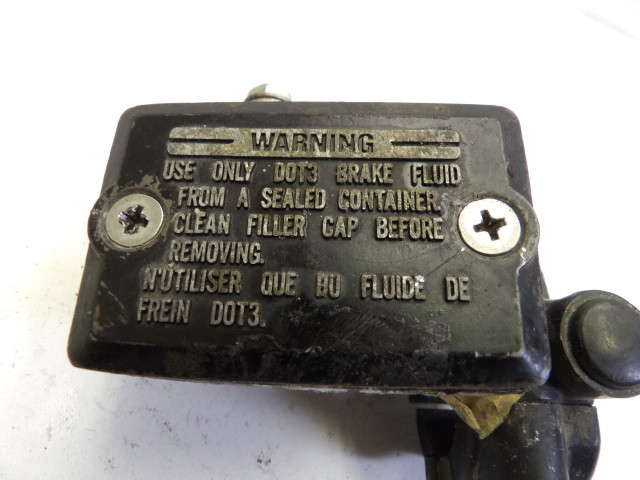 WARNING
USE ONLY DOT3 BRAKE FLUID
FROM A SEALED CONTAINER.
CLEAN FILLER CAP BEFORE
REMOVING.
N'UTILISER QUE DU FLUIDE DE
FREIN DOT3.